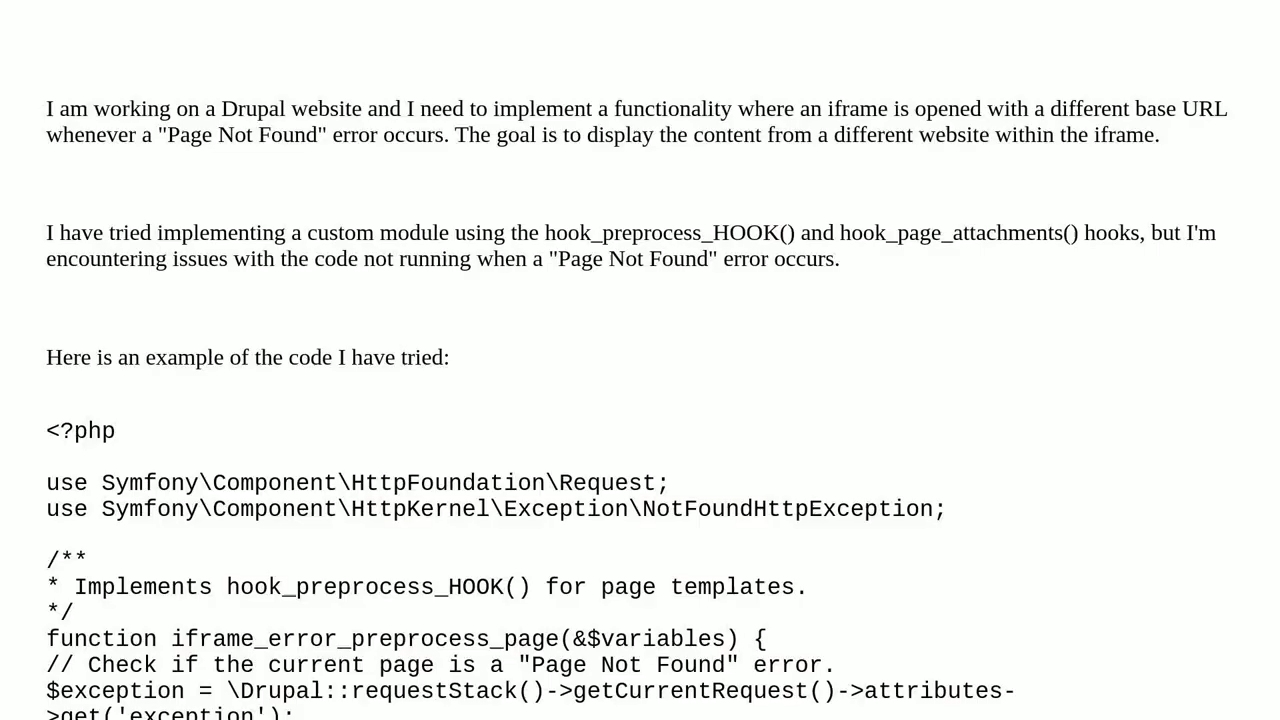 I am working on a Drupal website and I need to implement a functionality where an iframe is opened with a different base URL
whenever a "Page Not Found" error occurs. The goal is to display the content from a different website within the iframe.
I have tried implementing a custom module using the hook_preprocess_HOOK() and hook_page_attachments() hooks, but I'm
encountering issues with the code not running when a "Page Not Found" error occurs.
Here is an example of the code I have tried:
<?php
use Symfony\Component\HttpFoundation\Request;
use Symfony\Component\HttpKernel\Exception\NotFoundHttpException;
/**
* Implements hook_preprocess_HOOK() for page templates.
*/
function iframe_error_preprocess_page(&$variables) {
// Check if the current page is a "Page Not Found" error.
$exception = \Drupal::requestStack()->getCurrentRequest()->attributes-
>get('exception');